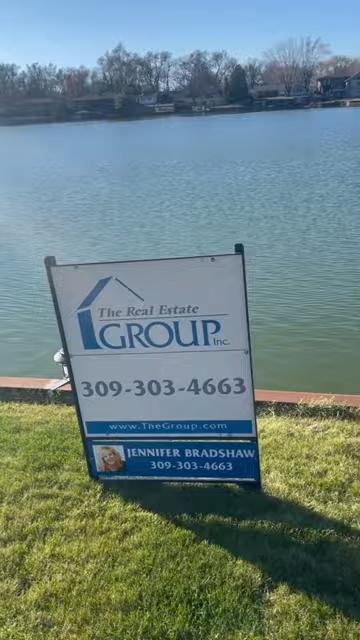 The Real Estate
GROUP Inc.
309-303-4663
www.TheGroup.com
JENNIFER BRADSHAW
309-303-4663